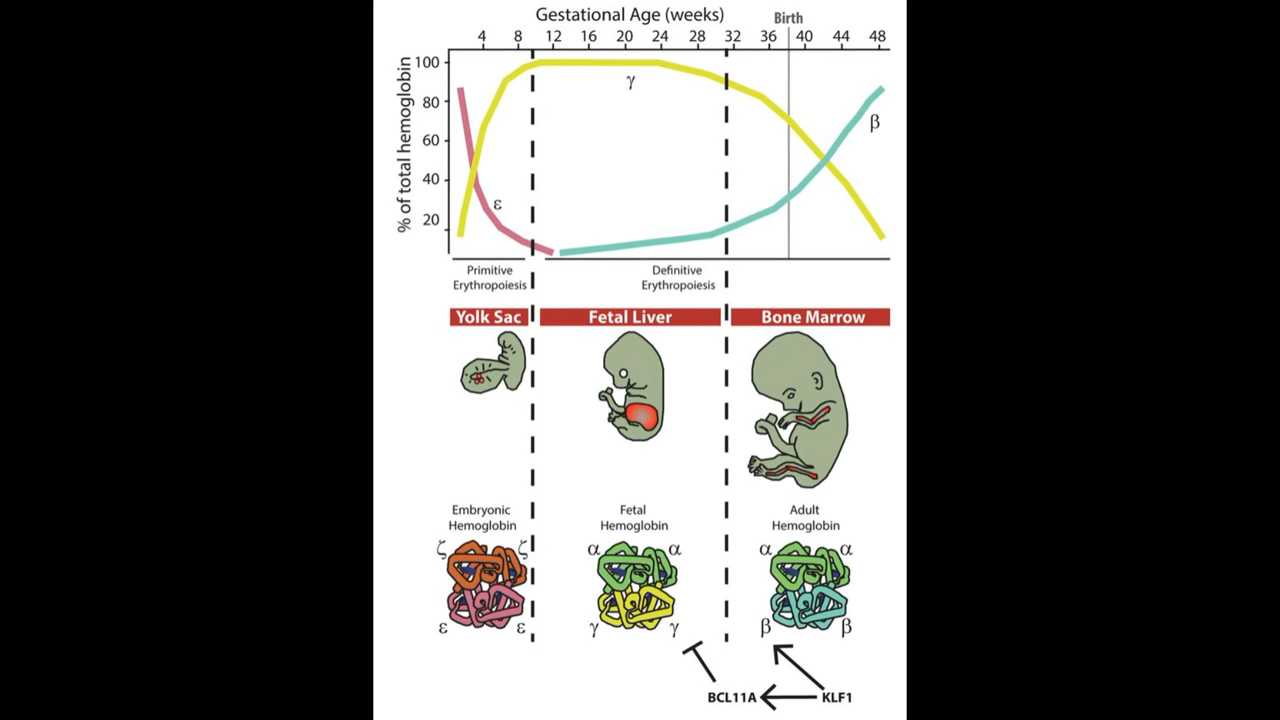 Gestational Age (weeks)
Birth
4 8 12 16 20 24 28 32 36 40 44 48
% of total hemoglobin
100
80
60
40
20
γ
β
ε
Primitive
Erythropoiesis
Definitive
Erythropoiesis
Yolk Sac
Fetal Liver
Bone Marrow
Embryonic
Hemoglobin
Fetal
Hemoglobin
Adult
Hemoglobin
ζ ζ
ε ε
α α
γ γ
α α
β β
BCL11A
KLF1